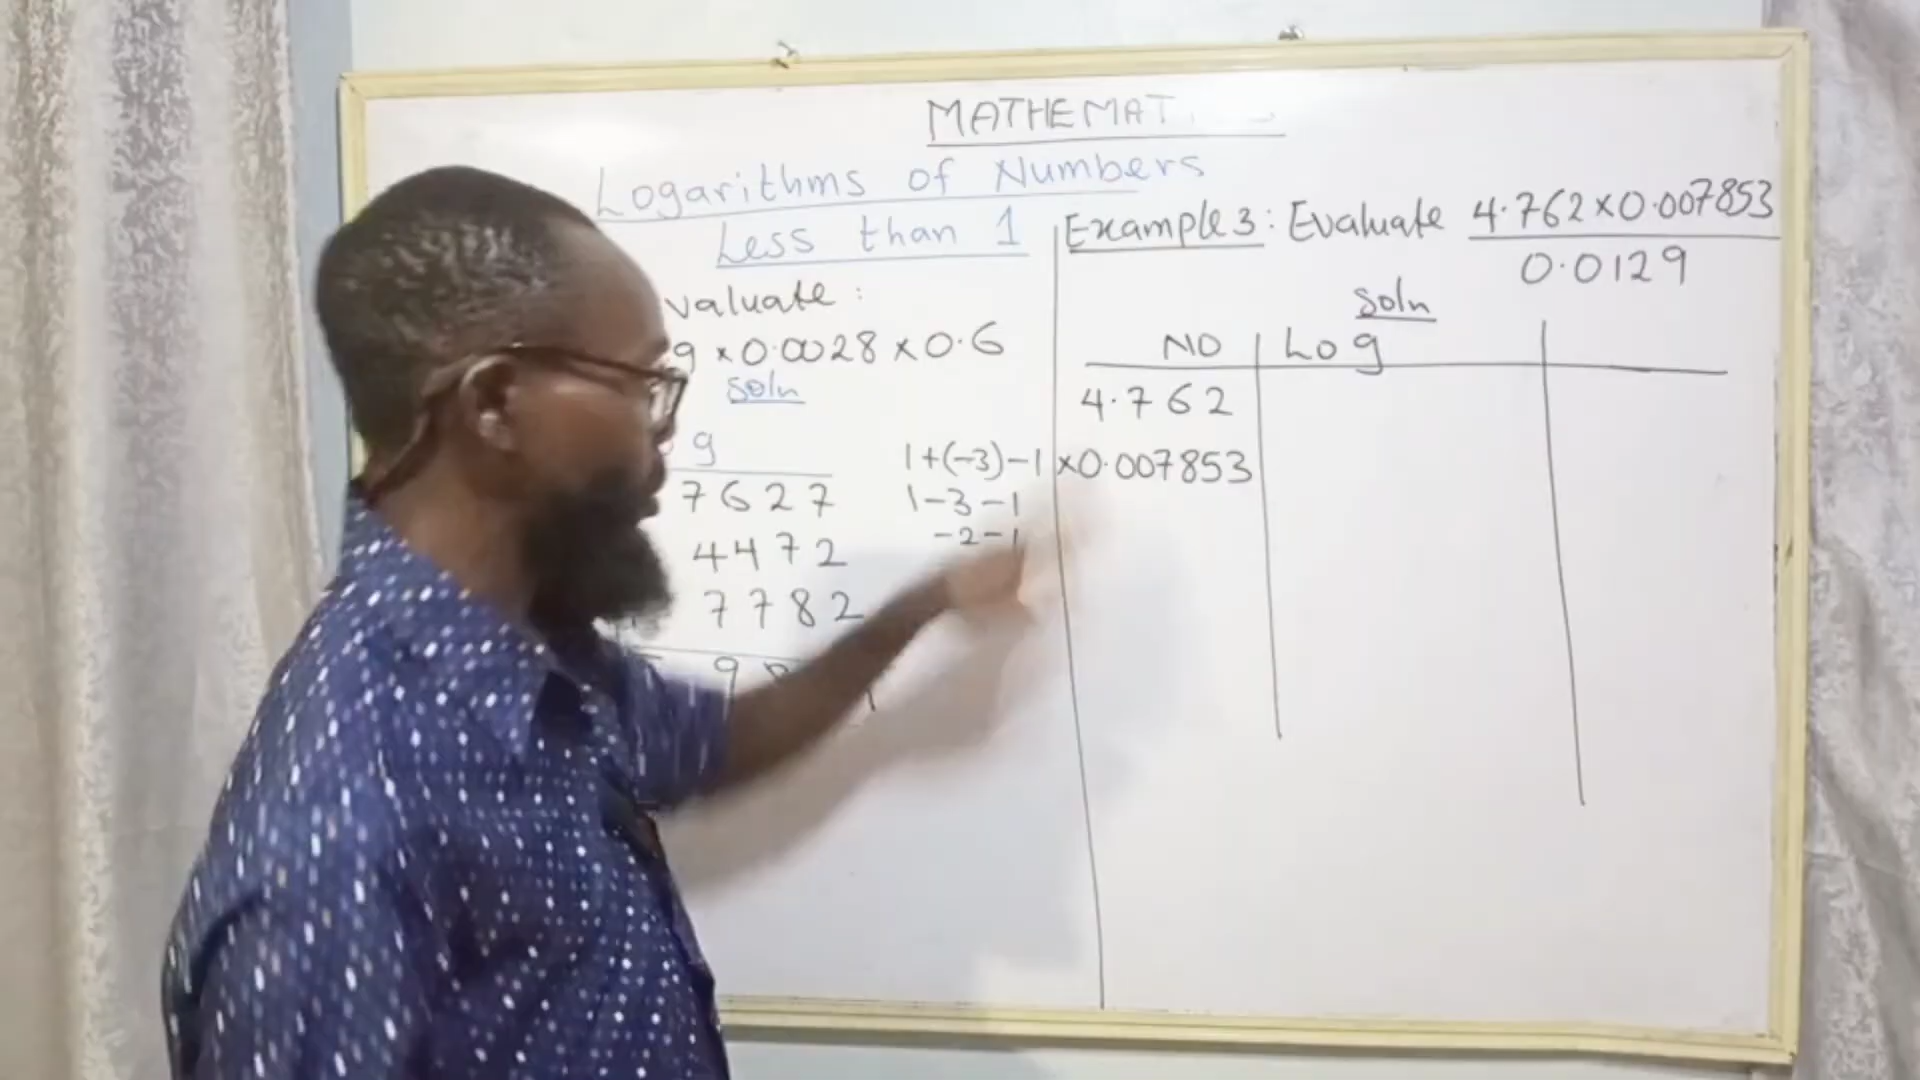 MATHEMAT
Logarithms of Numbers
Less than 1
valuate :
9 × 0.0028 × 0.6
soln
g
7627
4472
7782
9
1+(-3)-1
1-3-1
-2-1
Example 3 : Evaluate 4.762 × 0.007853
0.0129
soln
NO Log
4.762
×0.007853